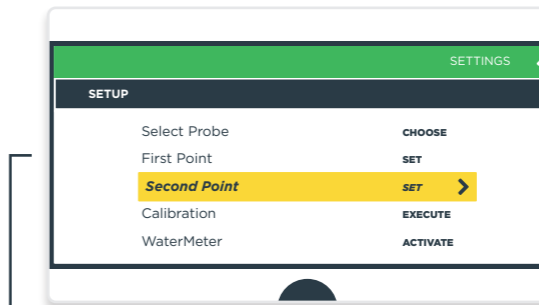 SETTINGS
SETUP
Select Probe CHOOSE
First Point SET
Second Point SET
Calibration EXECUTE
WaterMeter ACTIVATE